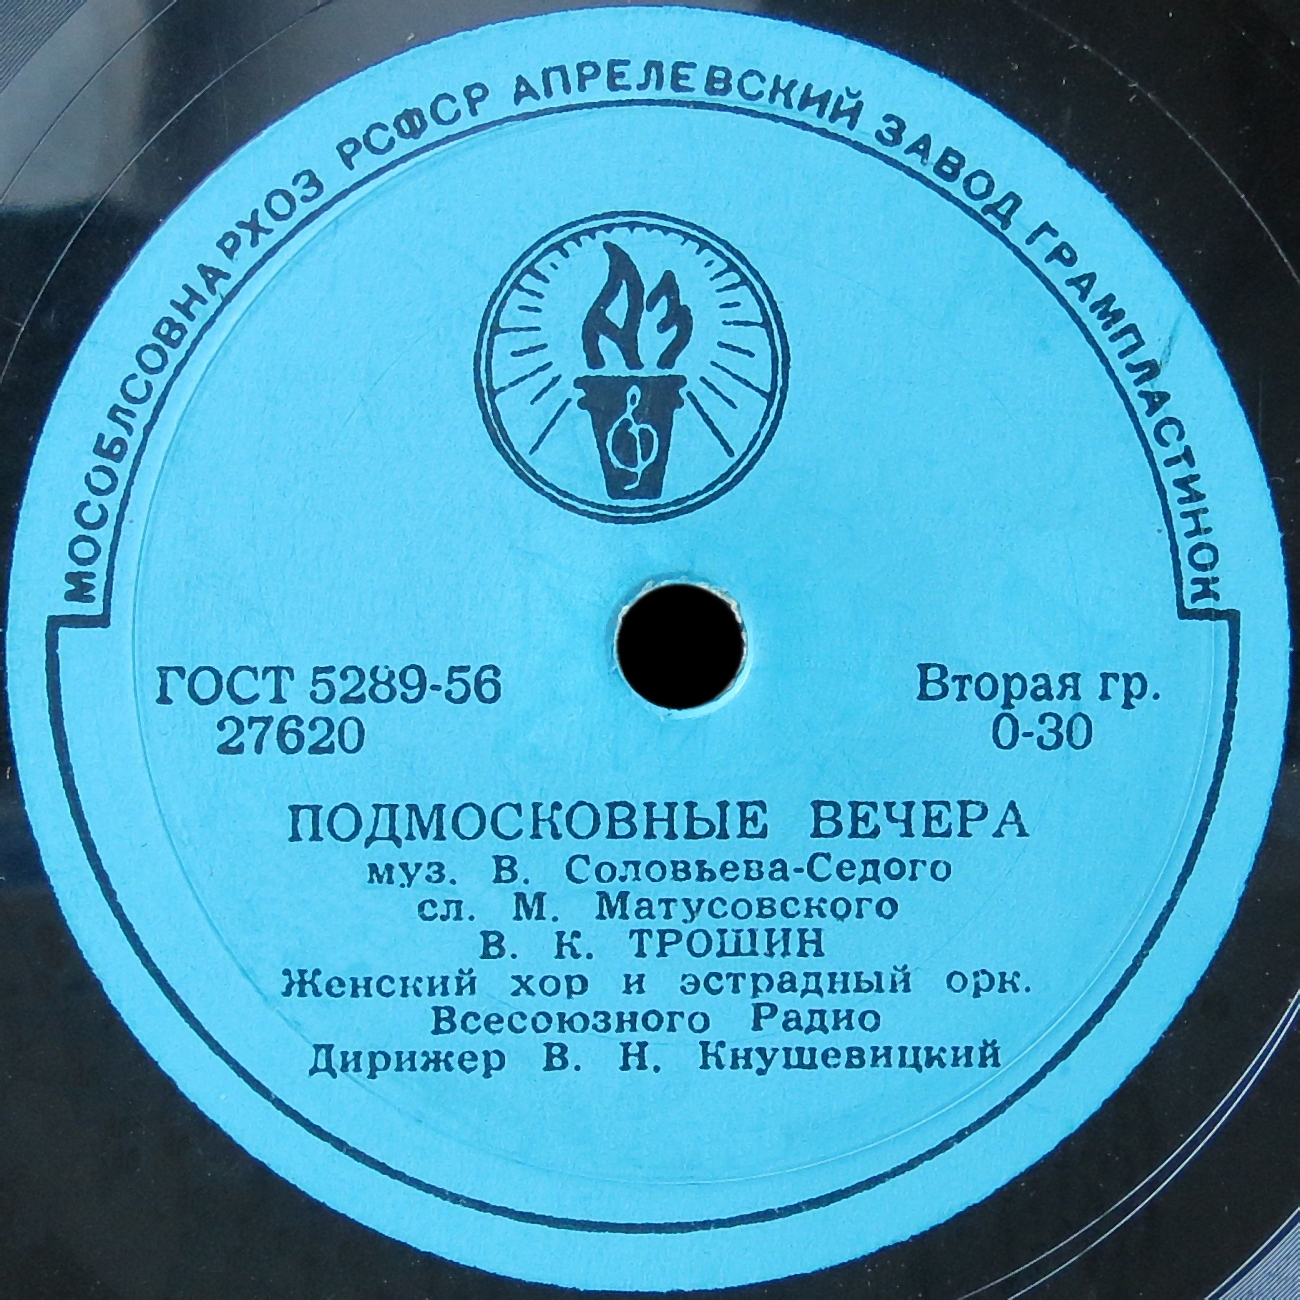 МОСОБЛСОВНАРХОЗ РСФСР АПРЕЛЕВСКИЙ ЗАВОД ГРАМПЛАСТИНОК
АЗ
ГОСТ 5289-56
27620
Вторая гр.
0-30
ПОДМОСКОВНЫЕ ВЕЧЕРА
муз. В. Соловьева-Седого
сл. М. Матусовского
В. К. ТРОШИН
Женский хор и эстрадный орк.
Всесоюзного Радио
Дирижер В. Н. Кнушевицкий